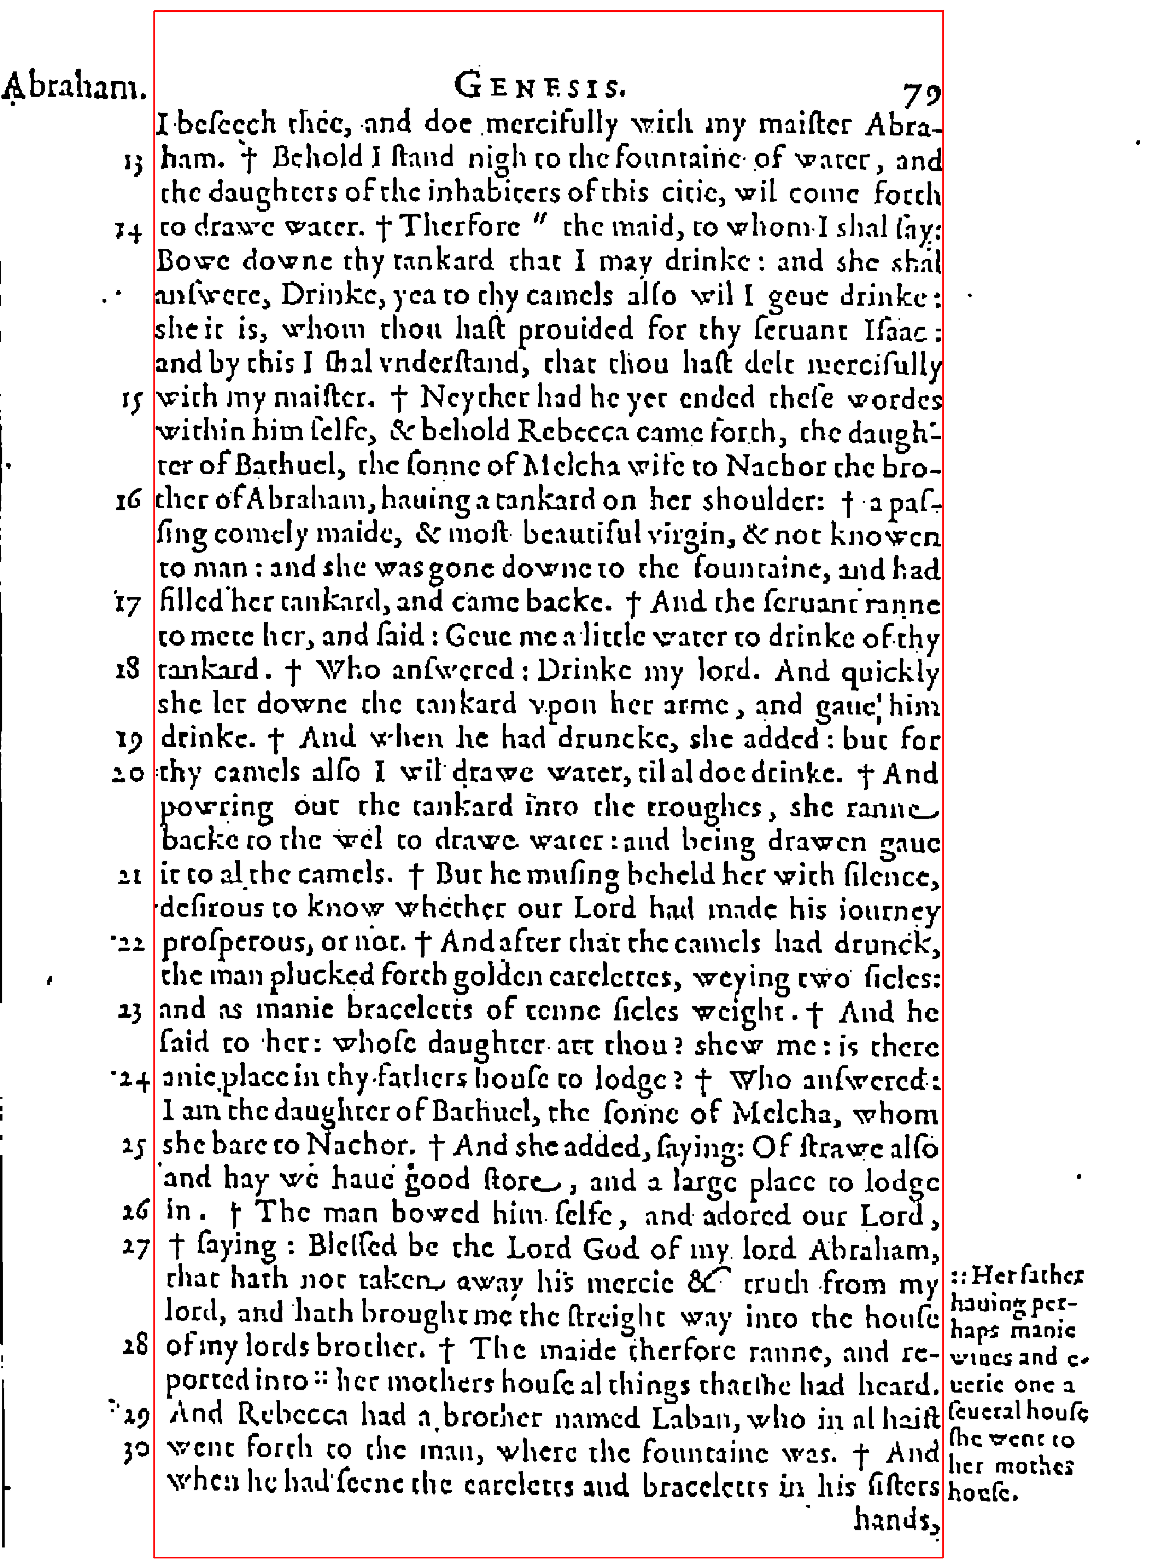 Abraham. GENESIS. 79
I beſeech thee, and doe mercifully with my maiſter Abra-
13 ham. † Behold I ſtand nigh to the fountaine of water, and
the daughters of the inhabiters of this citie, wil come forth
14 to drawe water. † Therfore " the maid, to whom I shal ſay:
Bowe downe thy tankard that I may drinke: and she shal
anſwere, Drinke, yea to thy camels alſo wil I geue drinke:
she it is, whom thou haſt prouided for thy ſeruant Iſaac:
and by this I ſhal vnderſtand, that thou haſt delt mercifully
15 with my maiſter. † Neyther had he yet ended theſe wordes
within him ſelfe, & behold Rebecca came forth, the daugh-
ter of Bathuel, the ſonne of Melcha wife to Nachor the bro-
16 ther of Abraham, hauing a tankard on her shoulder: † a paſ-
ſing comely maide, & moſt beautiful virgin, & not knowen
to man: and she was gone downe to the fountaine, and had
17 filled her tankard, and came backe. † And the ſeruant ranne
to mete her, and ſaid: Geue me a little water to drinke of thy
18 tankard. † Who anſwered: Drinke my lord. And quickly
she let downe the tankard vpon her arme, and gaue him
19 drinke. † And when he had druncke, she added: but for
20 thy camels alſo I wil drawe water, til al doe drinke. † And
powring out the tankard into the troughes, she ranne
backe to the wel to drawe water: and being drawen gaue
21 it to al the camels. † But he muſing beheld her with ſilence,
deſirous to know whether our Lord had made his iourney
22 proſperous, or not. † And after that the camels had drunck,
the man plucked forth golden earelettes, weying two ſicles:
23 and as manie braceletts of tenne ſicles weight. † And he
ſaid to her: whoſe daughter art thou? shew me: is there
24 anie place in thy fathers houſe to lodge? † Who anſwered:
I am the daughter of Bathuel, the ſonne of Melcha, whom
25 she bare to Nachor. † And she added, ſaying: Of ſtrawe alſo
and hay we haue good ſtore, and a large place to lodge
26 in. † The man bowed him ſelfe, and adored our Lord,
27 † ſaying: Bleſſed be the Lord God of my lord Abraham,
that hath not taken away his mercie & truth from my
lord, and hath brought me the ſtreight way into the houſe
28 of my lords brother. † The maide therfore ranne, and re-
ported into :: her mothers houſe al things that ſhe had heard.
29 And Rebecca had a brother named Laban, who in al haiſt
30 went forth to the man, where the fountaine was. † And
when he had ſeene the eareletts and braceletts in his ſiſters
hands,
:: Her father
hauing per-
haps manie
wiues and e-
uerie one a
ſeueral houſe
ſhe went to
her mothes
houſe.